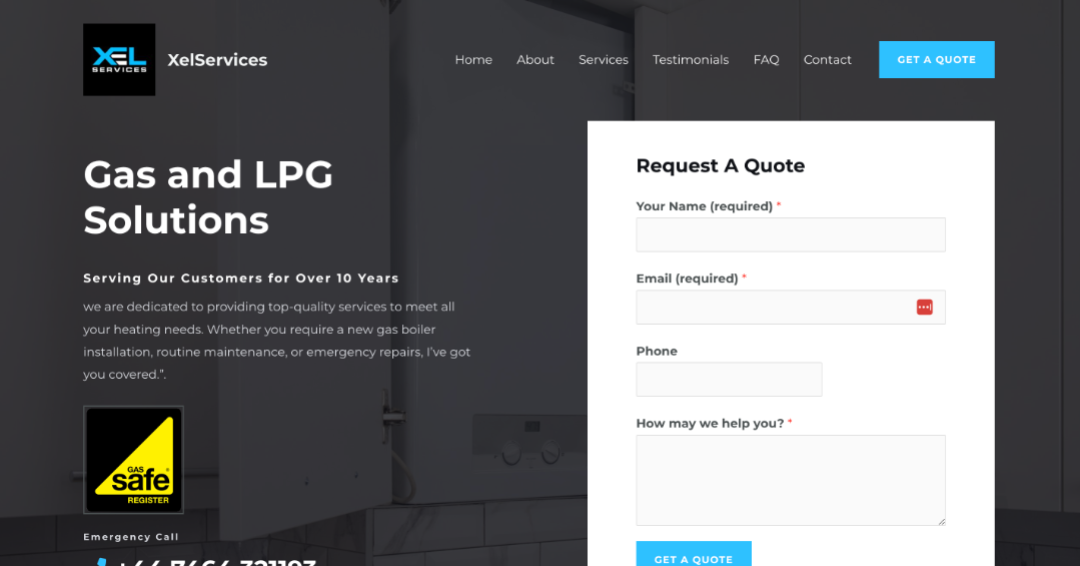 XEL
SERVICES
XelServices
Home About Services Testimonials FAQ Contact GET A QUOTE
Gas and LPG
Solutions
Serving Our Customers for Over 10 Years
we are dedicated to providing top-quality services to meet all
your heating needs. Whether you require a new gas boiler
installation, routine maintenance, or emergency repairs, I've got
you covered.".
GAS
safe
REGISTER
Emergency Call
+44 7464 321193
Request A Quote
Your Name (required) *
Email (required) *
Phone
How may we help you? *
GET A QUOTE